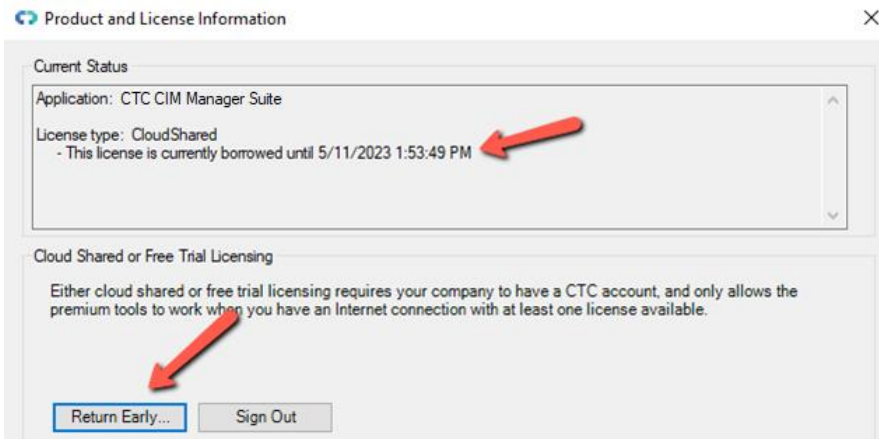 Product and License Information
Current Status
Application: CTC CIM Manager Suite
License type: CloudShared
- This license is currently borrowed until 5/11/2023 1:53:49 PM
Cloud Shared or Free Trial Licensing
Either cloud shared or free trial licensing requires your company to have a CTC account, and only allows the
premium tools to work when you have an Internet connection with at least one license available.
Return Early... Sign Out